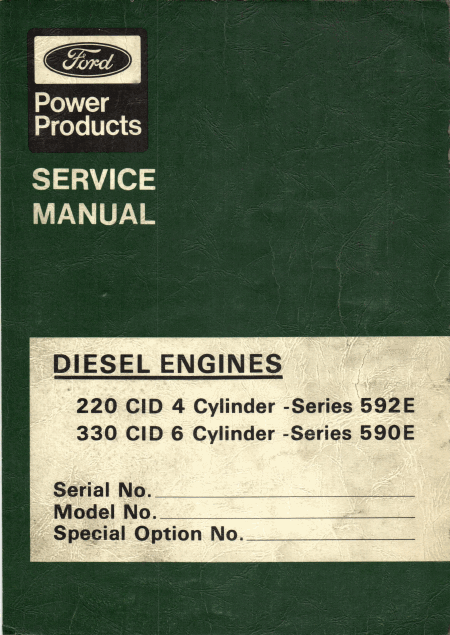 Ford
Power
Products
SERVICE
MANUAL
DIESEL ENGINES
220 CID 4 Cylinder -Series 592E
330 CID 6 Cylinder -Series 590E
Serial No.
Model No.
Special Option No.